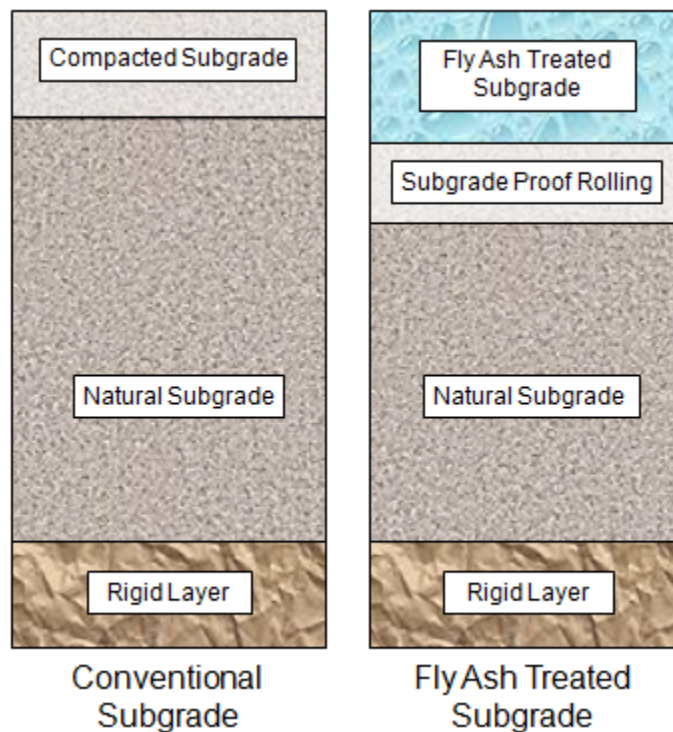 Compacted Subgrade
Natural Subgrade
Rigid Layer
Conventional
Subgrade
Fly Ash Treated
Subgrade
Subgrade Proof Rolling
Natural Subgrade
Rigid Layer
Fly Ash Treated
Subgrade